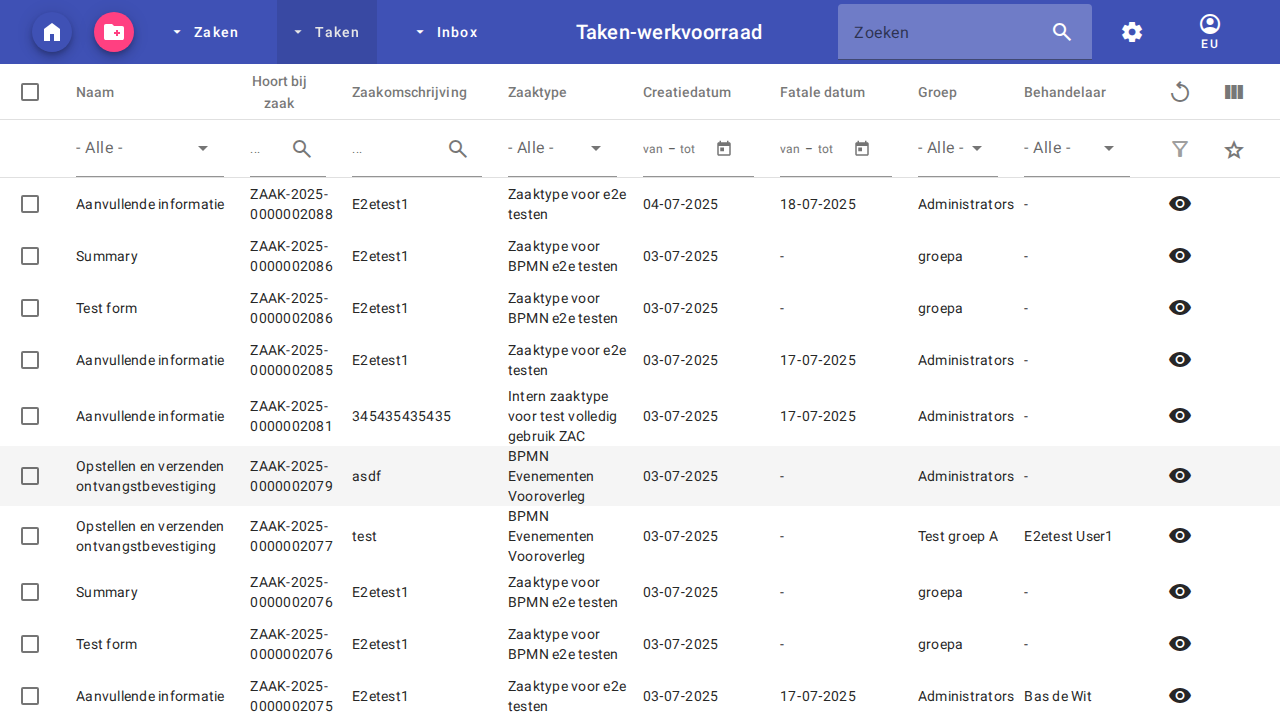 Zaken
Taken
Inbox
Taken-werkvoorraad
Zoeken
EU
Naam
Hoort bij
zaak
Zaakomschrijving
Zaaktype
Creatiedatum
Fatale datum
Groep
Behandelaar
- Alle -
...
...
- Alle -
van – tot
van – tot
- Alle -
- Alle -
Aanvullende informatie
ZAAK-2025-
0000002088
E2etest1
Zaaktype voor e2e
testen
04-07-2025
18-07-2025
Administrators
-
Summary
ZAAK-2025-
0000002086
E2etest1
Zaaktype voor
BPMN e2e testen
03-07-2025
-
groepa
-
Test form
ZAAK-2025-
0000002086
E2etest1
Zaaktype voor
BPMN e2e testen
03-07-2025
-
groepa
-
Aanvullende informatie
ZAAK-2025-
0000002085
E2etest1
Zaaktype voor e2e
testen
03-07-2025
17-07-2025
Administrators
-
Aanvullende informatie
ZAAK-2025-
0000002081
345435435435
Intern zaaktype
voor test volledig
gebruik ZAC
03-07-2025
17-07-2025
Administrators
-
Opstellen en verzenden
ontvangstbevestiging
ZAAK-2025-
0000002079
asdf
BPMN
Evenementen
Vooroverleg
03-07-2025
-
Administrators
-
Opstellen en verzenden
ontvangstbevestiging
ZAAK-2025-
0000002077
test
BPMN
Evenementen
Vooroverleg
03-07-2025
-
Test groep A
E2etest User1
Summary
ZAAK-2025-
0000002076
E2etest1
Zaaktype voor
BPMN e2e testen
03-07-2025
-
groepa
-
Test form
ZAAK-2025-
0000002076
E2etest1
Zaaktype voor
BPMN e2e testen
03-07-2025
-
groepa
-
Aanvullende informatie
ZAAK-2025-
0000002075
E2etest1
Zaaktype voor e2e
testen
03-07-2025
17-07-2025
Administrators
Bas de Wit